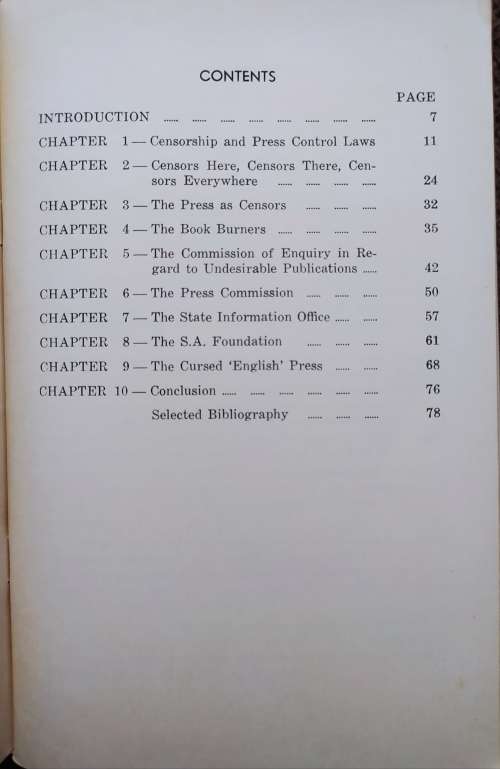 CONTENTS
PAGE
INTRODUCTION ...... ...... ...... ...... ...... ...... ...... ...... 7
CHAPTER 1 — Censorship and Press Control Laws 11
CHAPTER 2 — Censors Here, Censors There, Cen-
sors Everywhere ...... ...... ...... ...... 24
CHAPTER 3 — The Press as Censors ...... ...... ...... 32
CHAPTER 4 — The Book Burners ...... ...... ...... ...... 35
CHAPTER 5 — The Commission of Enquiry in Re-
gard to Undesirable Publications ...... 42
CHAPTER 6 — The Press Commission ...... ...... ...... 50
CHAPTER 7 — The State Information Office ...... ...... 57
CHAPTER 8 — The S.A. Foundation ...... ...... ...... 61
CHAPTER 9 — The Cursed ‘English’ Press ...... ...... 68
CHAPTER 10 — Conclusion ...... ...... ...... ...... ...... ...... 76
Selected Bibliography ...... ...... ...... 78